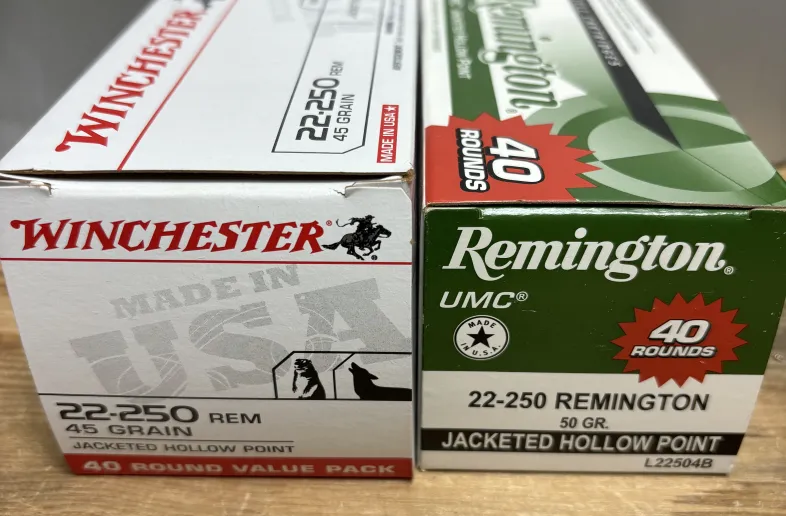 WINCHESTER
22-250 REM
45 GRAIN
MADE IN USA
WINCHESTER®
MADE IN
USA
22-250 REM
45 GRAIN
JACKETED HOLLOW POINT
40 ROUND VALUE PACK
Remington
40
ROUNDS
Remington®
UMC®
MADE
IN U.S.A.
40
ROUNDS
22-250 REMINGTON
50 GR.
JACKETED HOLLOW POINT
L22504B